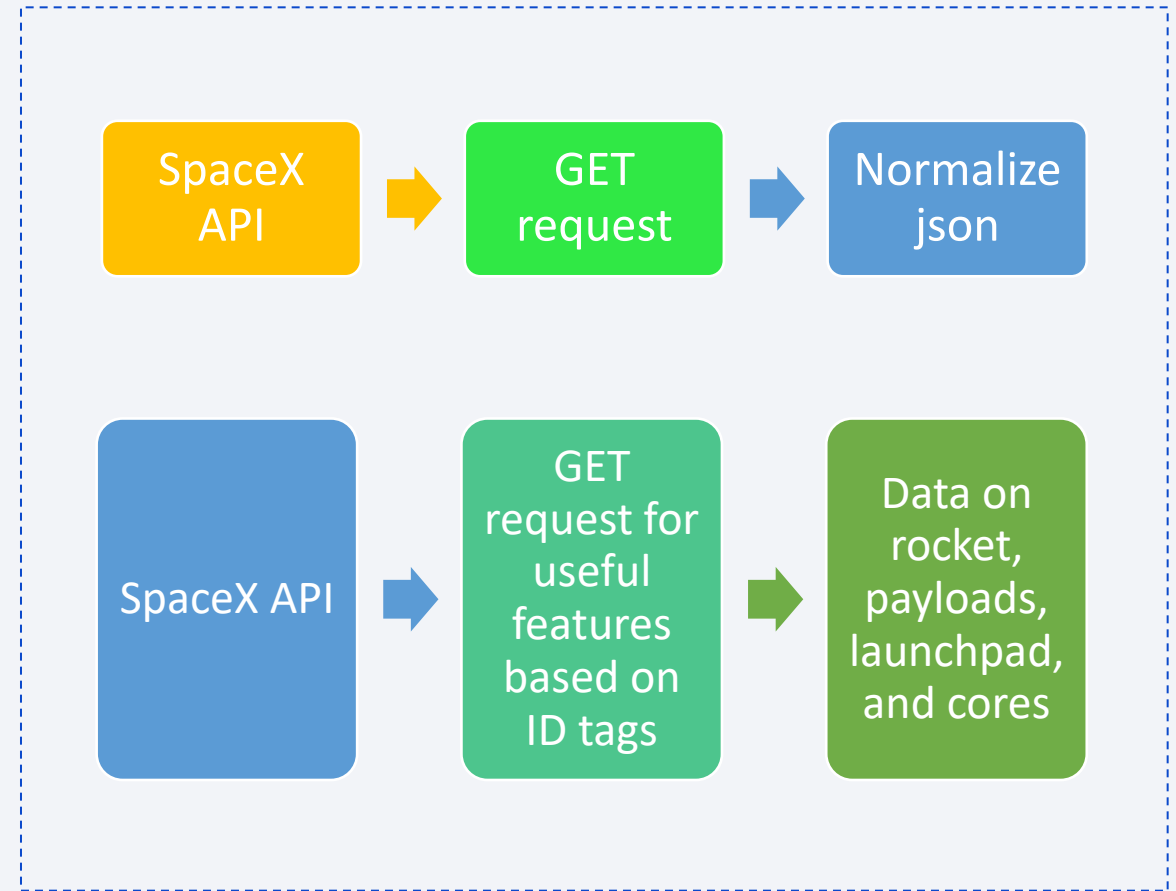 SpaceX
API
GET
request
Normalize
json
SpaceX API
GET
request for
useful
features
based on
ID tags
Data on
rocket,
payloads,
launchpad,
and cores